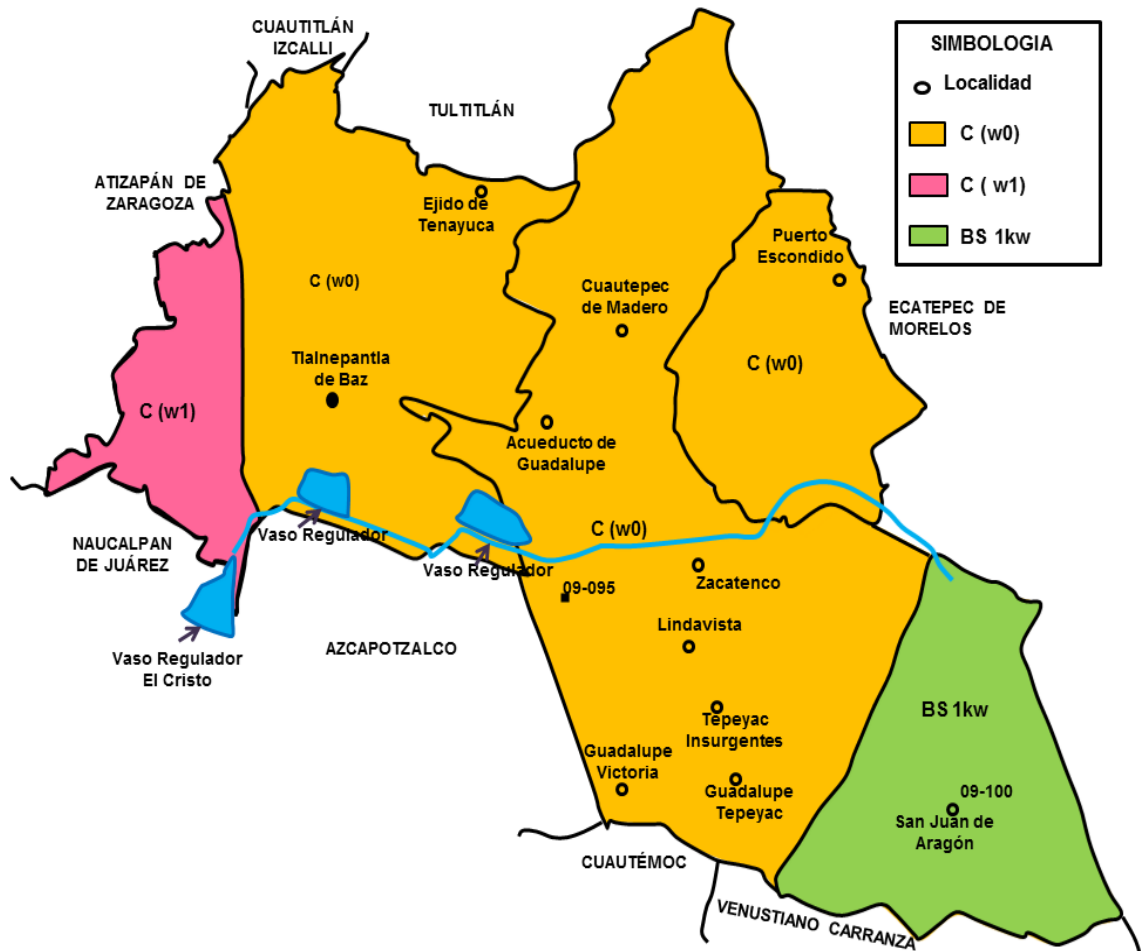 CUAUTITLÁN
IZCALLI
TULTITLÁN
ATIZAPÁN DE
ZARAGOZA
SIMBOLOGIA
Localidad
C (w0)
C ( w1)
BS 1kw
Ejido de
Tenayuca
Puerto
Escondido
C (w0)
Cuautepec
de Madero
ECATEPEC DE
MORELOS
Tlalnepantla
de Baz
C (w0)
C (w1)
Acueducto de
Guadalupe
NAUCALPAN
DE JUÁREZ
Vaso Regulador
C (w0)
Vaso Regulador
09-095
Zacatenco
Lindavista
AZCAPOTZALCO
Vaso Regulador
El Cristo
Tepeyac
Insurgentes
BS 1kw
Guadalupe
Victoria
Guadalupe
Tepeyac
09-100
San Juan de
Aragón
CUAUTÉMOC
VENUSTIANO CARRANZA